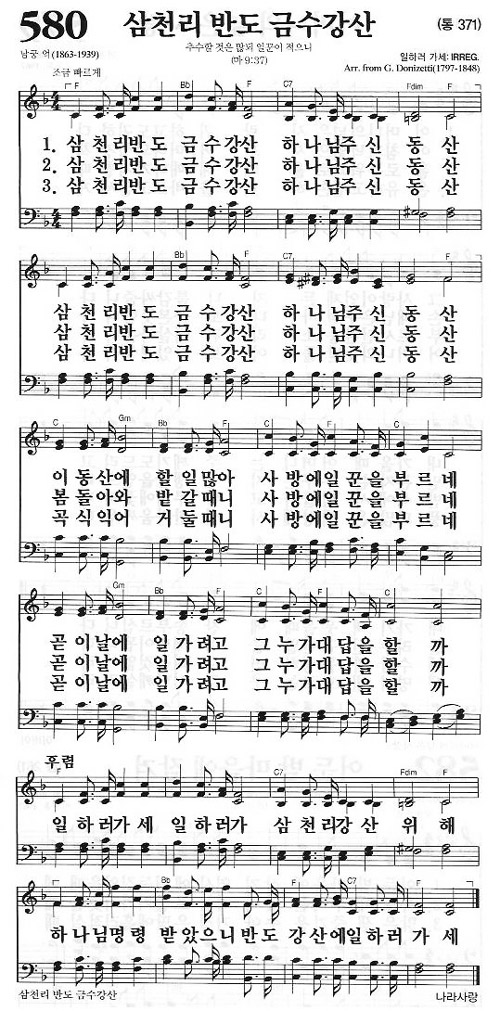 580 삼천리 반도 금수강산 (통 371)
추수할 것은 많되 일꾼이 적으니
남궁 억(1863-1939) (마 9:37) 일하러 가세: IRREG.
조금 빠르게 Arr. from G. Donizetti(1797-1848)
F Bb F C7 Fdim F
1. 삼 천 리반 도 금 수강산 하 나 님주 신 동 산
2. 삼 천 리반 도 금 수강산 하 나 님주 신 동 산
3. 삼 천 리반 도 금 수강산 하 나 님주 신 동 산
Bb F C7 F
삼 천 리반 도 금 수강산 하 나 님주 신 동 산
삼 천 리반 도 금 수강산 하 나 님주 신 동 산
삼 천 리반 도 금 수강산 하 나 님주 신 동 산
C Gm Bb F C F C
이 동산에 할 일많아 사 방에일 꾼을 부 르 네
봄 돌아와 밭 갈때니 사 방에일 꾼을 부 르 네
곡 식익어 거 둘때니 사 방에일 꾼을 부 르 네
Gm Bb F C F C
곧 이날에 일 가려고 그누가대 답을 할 까
곧 이날에 일 가려고 그누가대 답을 할 까
곧 이날에 일 가려고 그누가대 답을 할 까
후렴
F Bb F C7 Fdim F
일 하러가 세 일 하러가 삼 천리강 산 위 해
Bb F C7 F
하 나님명 령 받 았으니 반도 강 산에일 하 러 가 세
삼천리 반도 금수강산 나라사랑